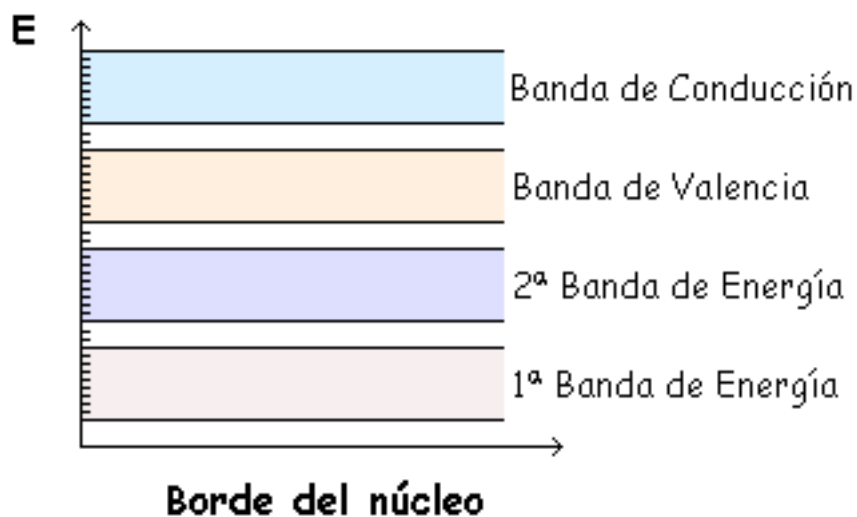 E
Banda de Conducción
Banda de Valencia
2ª Banda de Energía
1ª Banda de Energía
Borde del núcleo